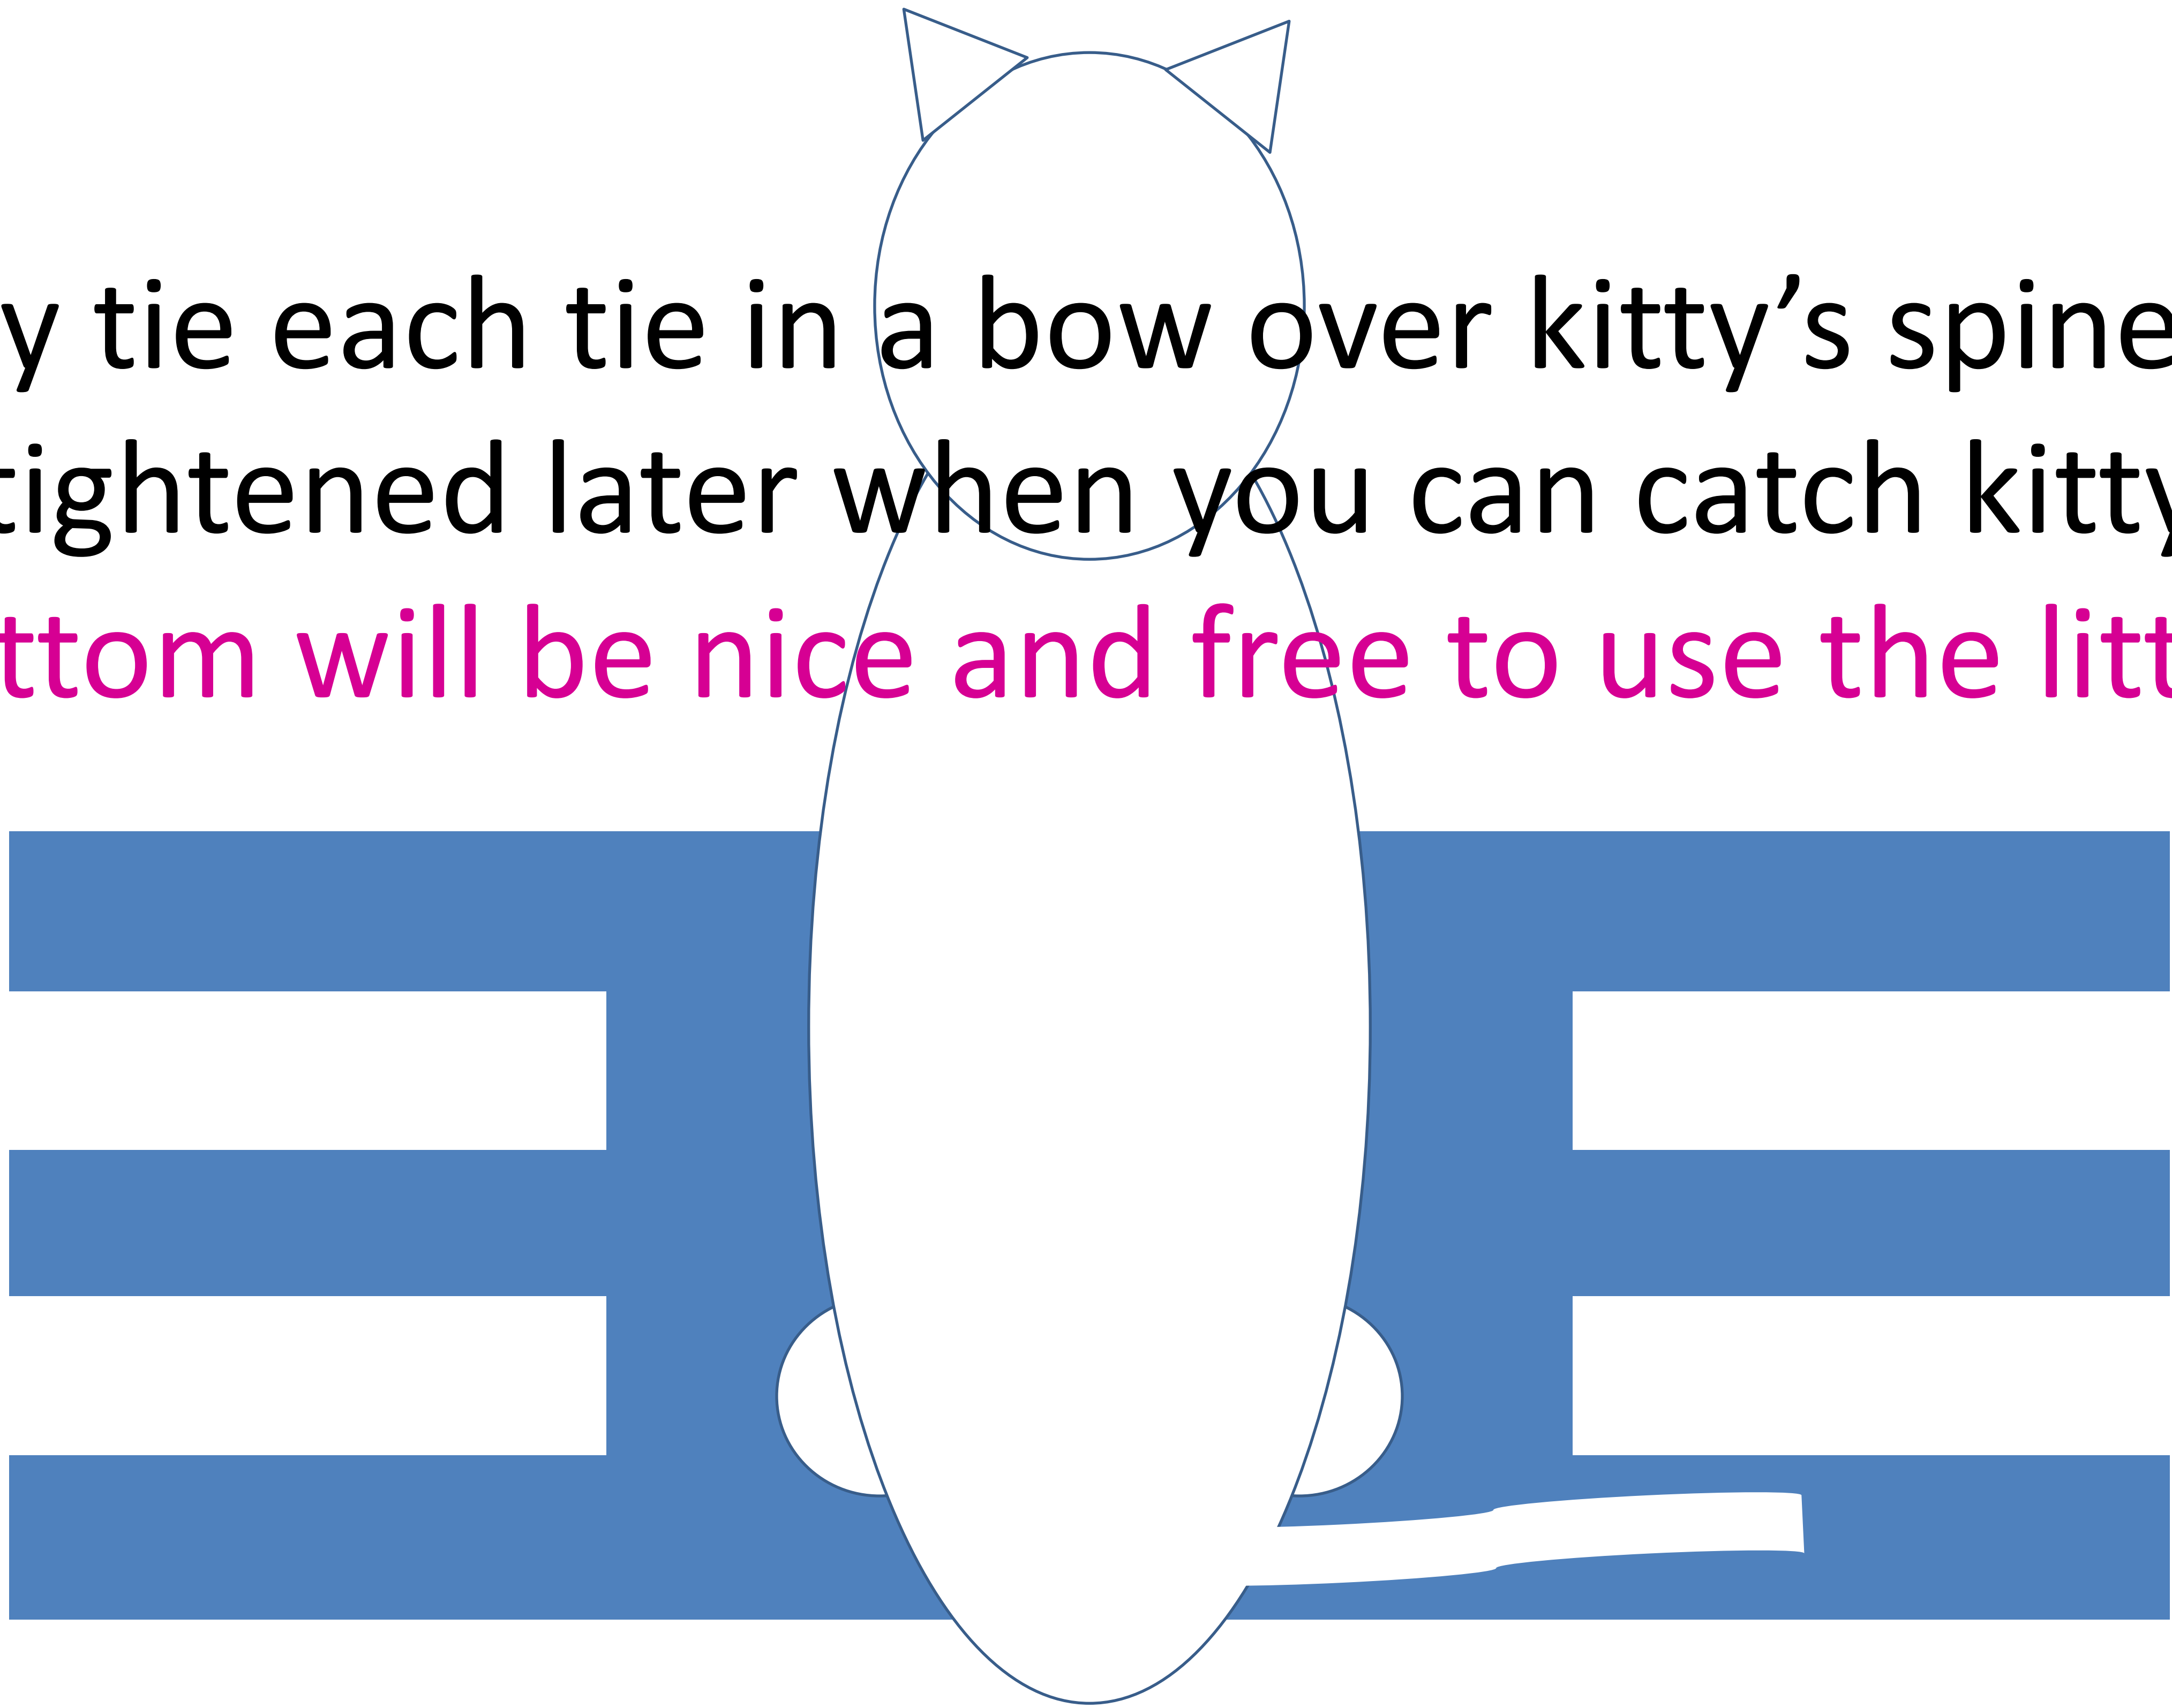 y tie each tie in a bow over kitty’s spine
tightened later when you can catch kitty
ttom will be nice and free to use the litt